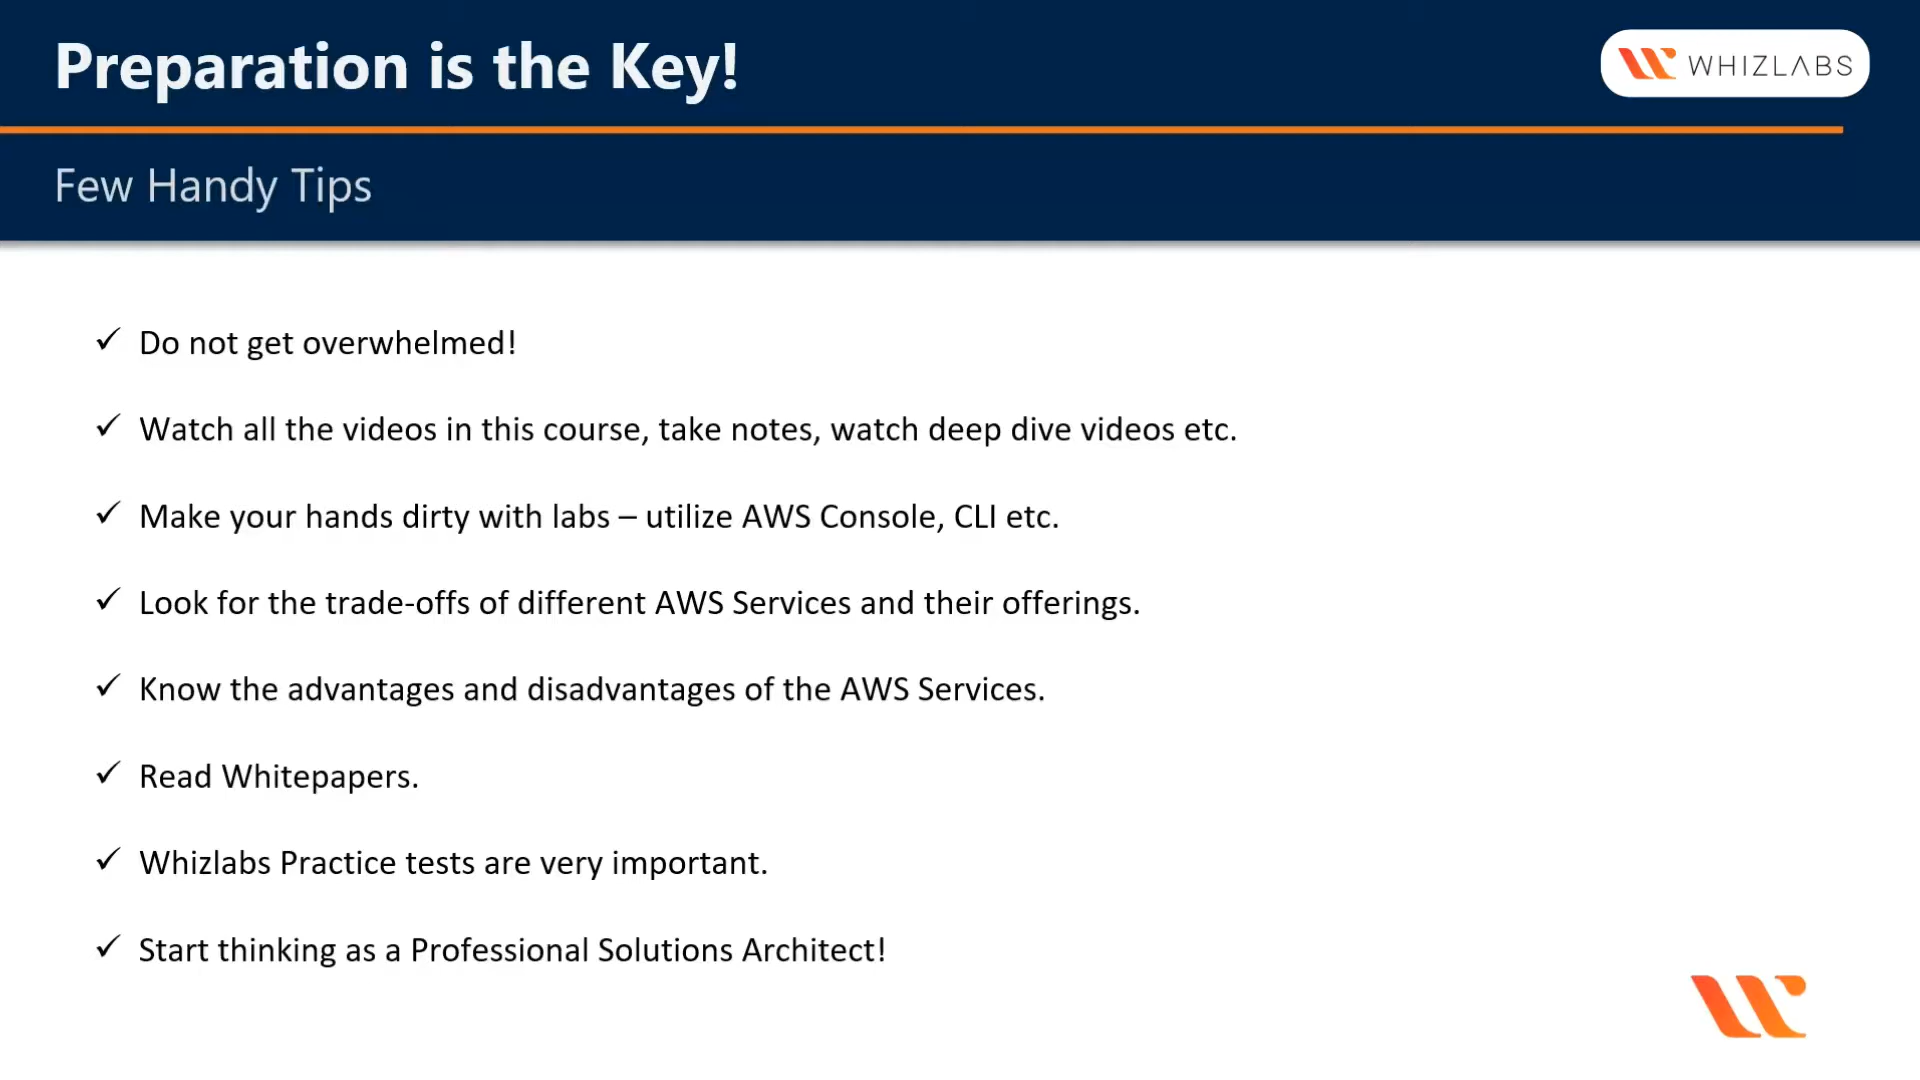 Preparation is the Key!
WHIZLABS
Few Handy Tips
✓ Do not get overwhelmed!
✓ Watch all the videos in this course, take notes, watch deep dive videos etc.
✓ Make your hands dirty with labs – utilize AWS Console, CLI etc.
✓ Look for the trade-offs of different AWS Services and their offerings.
✓ Know the advantages and disadvantages of the AWS Services.
✓ Read Whitepapers.
✓ Whizlabs Practice tests are very important.
✓ Start thinking as a Professional Solutions Architect!